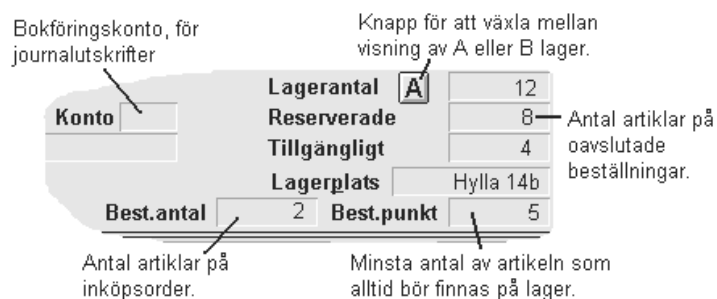 Bokföringskonto, för
journalutskrifter
Knapp för att växla mellan
visning av A eller B lager.
Lagerantal A 12
Konto Reserverade 8
Antal artiklar på
oavslutade
beställningar.
Tillgängligt 4
Lagerplats Hylla 14b
Best.antal 2 Best.punkt 5
Antal artiklar på
inköpsorder.
Minsta antal av artikeln som
alltid bör finnas på lager.